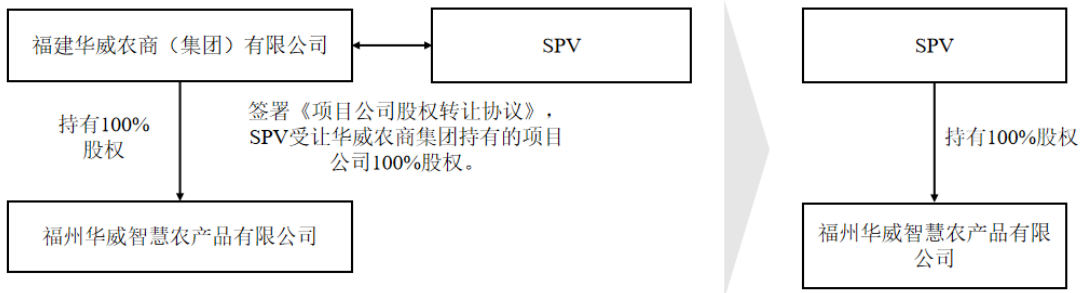 福建华威农商（集团）有限公司
SPV
持有100%
股权
签署《项目公司股权转让协议》，
SPV受让华威农商集团持有的项目
公司100%股权。
福州华威智慧农产品有限公司
SPV
持有100%股权
福州华威智慧农产品有限
公司